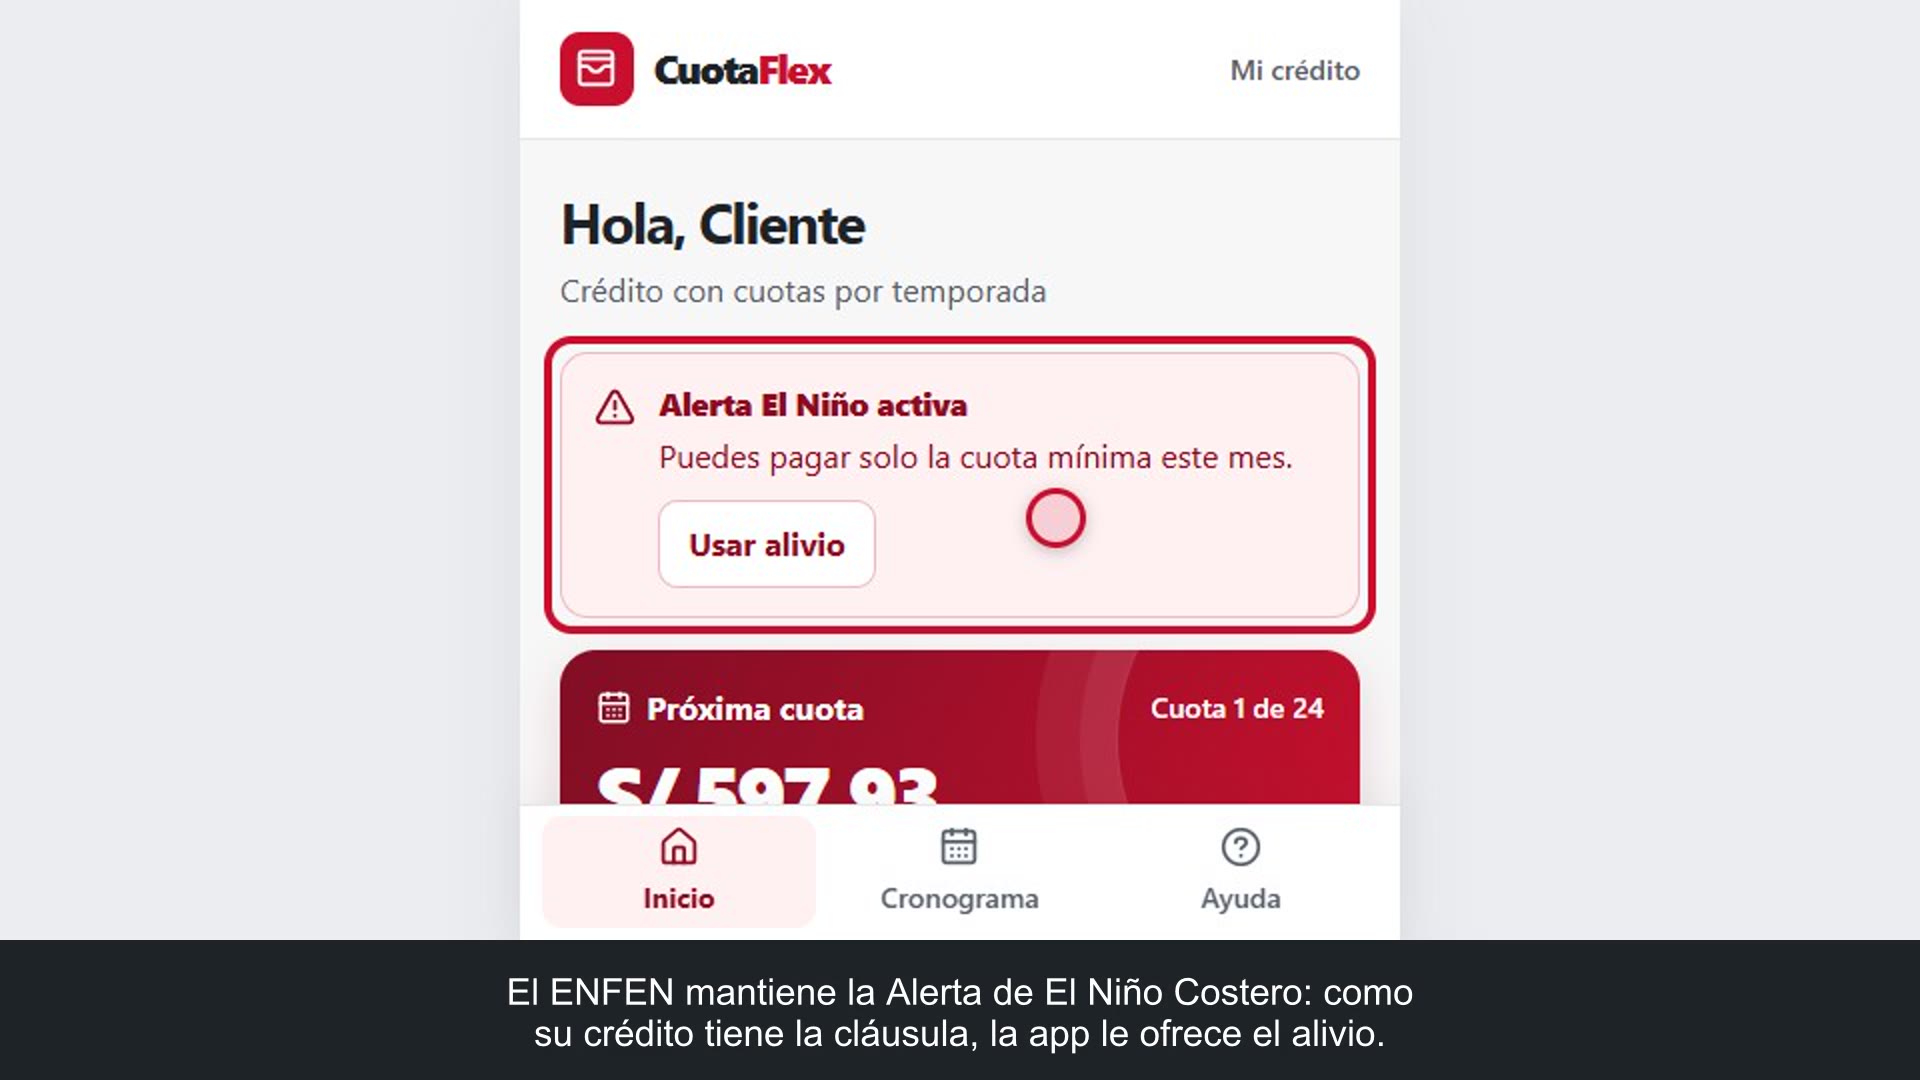 CuotaFlex
Mi crédito
Hola, Cliente
Crédito con cuotas por temporada
Alerta El Niño activa
Puedes pagar solo la cuota mínima este mes.
Usar alivio
Próxima cuota
Cuota 1 de 24
S/ 597.93
Inicio
Cronograma
Ayuda
El ENFEN mantiene la Alerta de El Niño Costero: como
su crédito tiene la cláusula, la app le ofrece el alivio.